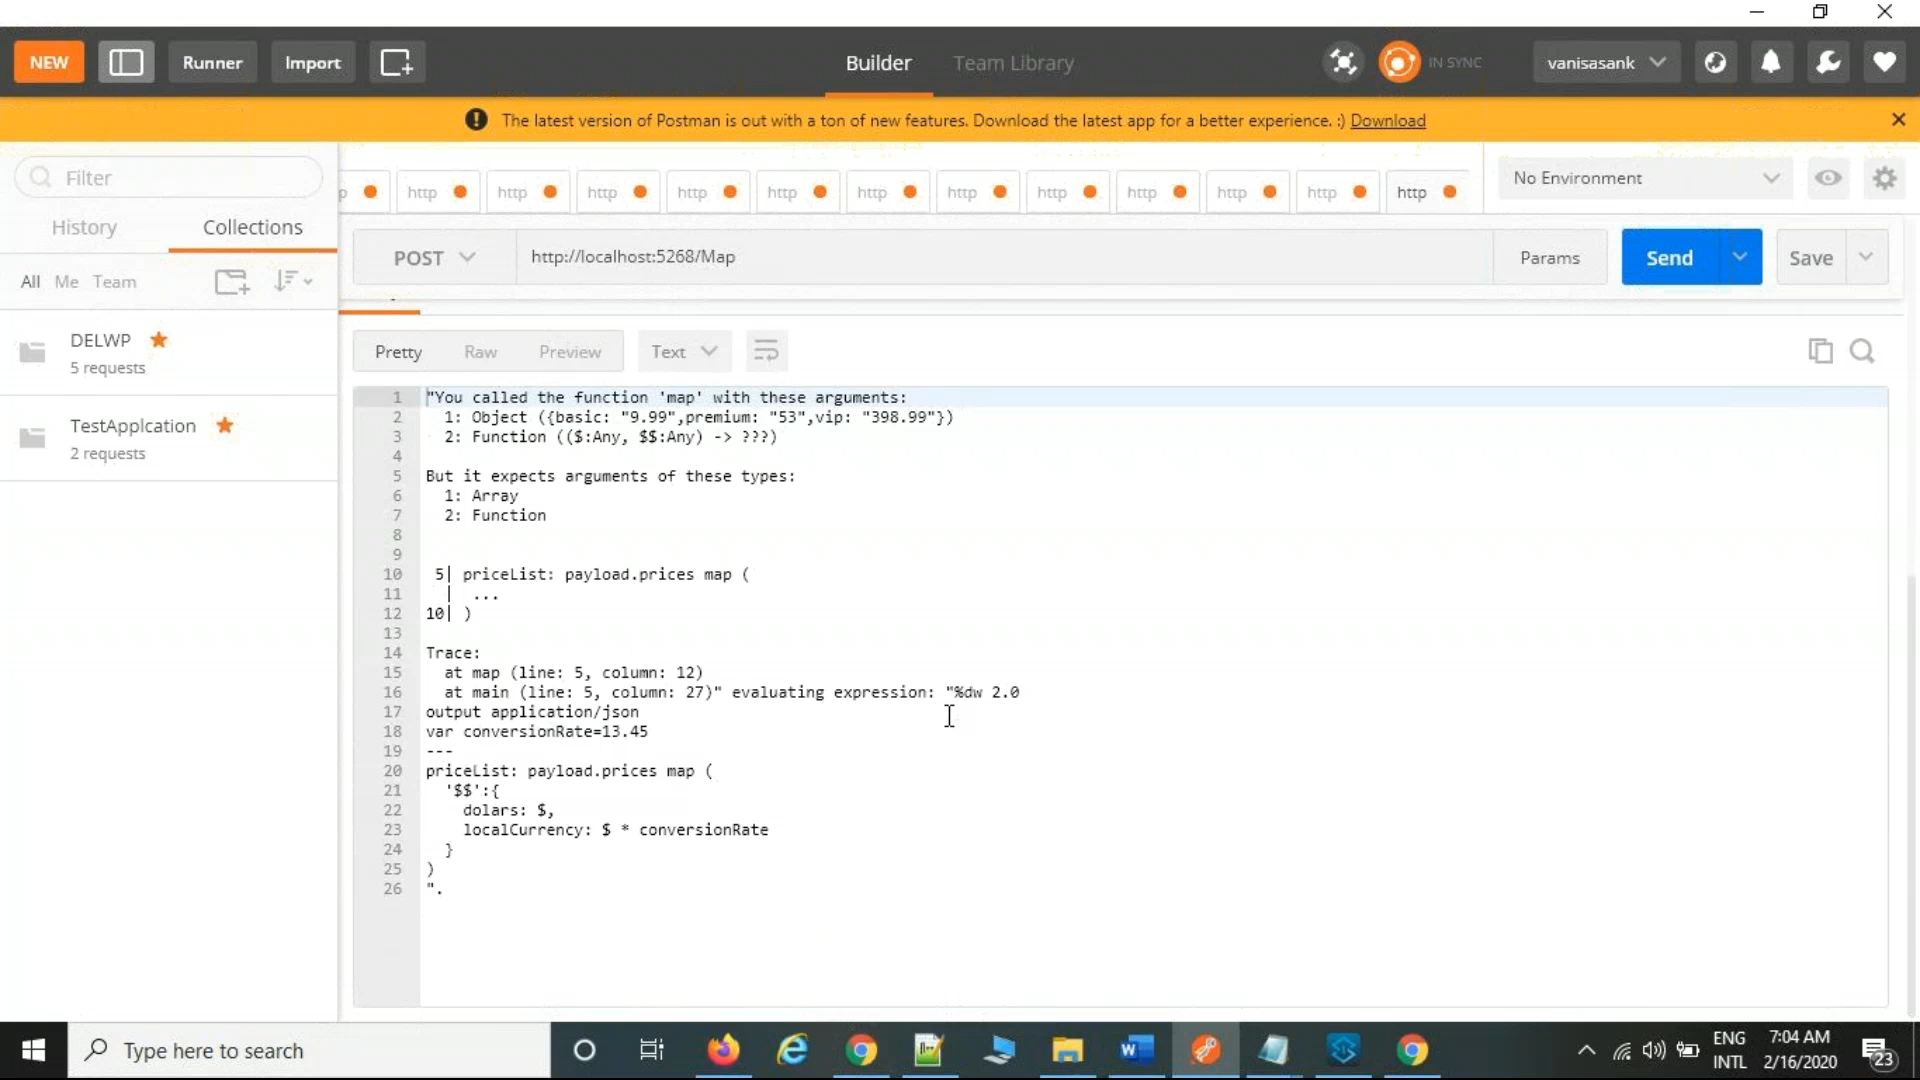 NEW
Runner
Import
Builder
Team Library
IN SYNC
vanisasank
The latest version of Postman is out with a ton of new features. Download the latest app for a better experience. :) Download
Filter
p
http
http
http
http
http
http
http
http
http
http
http
http
No Environment
History
Collections
POST
http://localhost:5268/Map
Params
Send
Save
All Me Team
DELWP
5 requests
TestApplcation
2 requests
Pretty
Raw
Preview
Text
1 "You called the function 'map' with these arguments:
2 1: Object ({basic: "9.99",premium: "53",vip: "398.99"})
3 2: Function (($:Any, $$:Any) -> ???)
4
5 But it expects arguments of these types:
6 1: Array
7 2: Function
8
9
10 5| priceList: payload.prices map (
11 | ...
12 10| )
13
14 Trace:
15 at map (line: 5, column: 12)
16 at main (line: 5, column: 27)" evaluating expression: "%dw 2.0
17 output application/json
18 var conversionRate=13.45
19 ---
20 priceList: payload.prices map (
21 '$$':{
22 dolars: $,
23 localCurrency: $ * conversionRate
24 }
25 )
26 ".
Type here to search
ENG
INTL
7:04 AM
2/16/2020
23